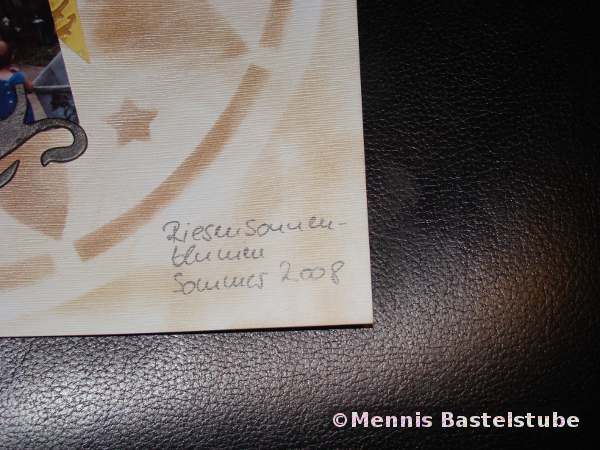 Riesensonnen-
blumen
Sommer 2008
©Mennis Bastelstube